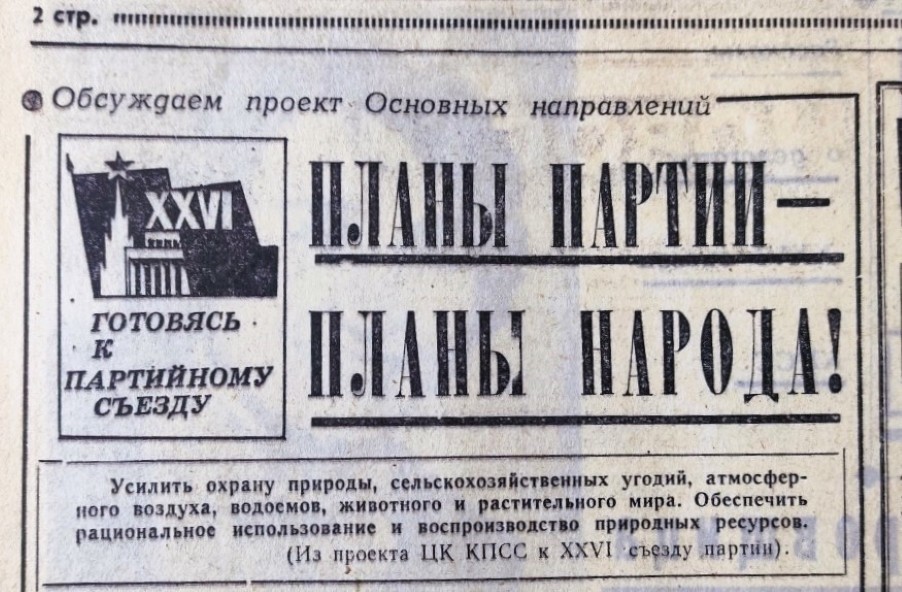 2 стр.
Обсуждаем проект Основных направлений
XXVI
ГОТОВЯСЬ
К
ПАРТИЙНОМУ
СЪЕЗДУ
ПЛАНЫ ПАРТИИ —
ПЛАНЫ НАРОДА!
Усилить охрану природы, сельскохозяйственных угодий, атмосфер-
ного воздуха, водоемов, животного и растительного мира. Обеспечить
рациональное использование и воспроизводство природных ресурсов.
(Из проекта ЦК КПСС к XXVI съезду партии).